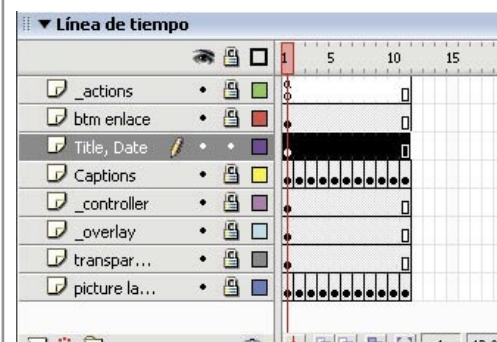 Línea de tiempo
1 5 10 15
_actions
btm enlace
Title, Date
Captions
_controller
_overlay
transpar...
picture la...